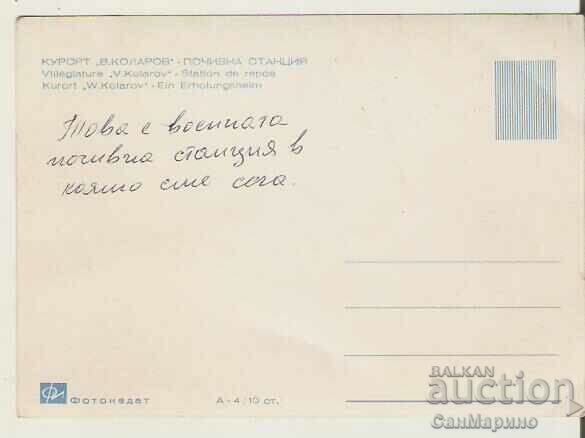 КУРОРТ „В.КОЛАРОВ“ - ПОЧИВНА СТАНЦИЯ
Villégiature „V.Kolarov“ - Station de repos
Kurort „W.Kolarov“ - Ein Erholungsheim
Това е военната
почивна станция в
която сме сега.
Фотоиздат
А-4/10 ст.
BALKAN
auction
СанМарино